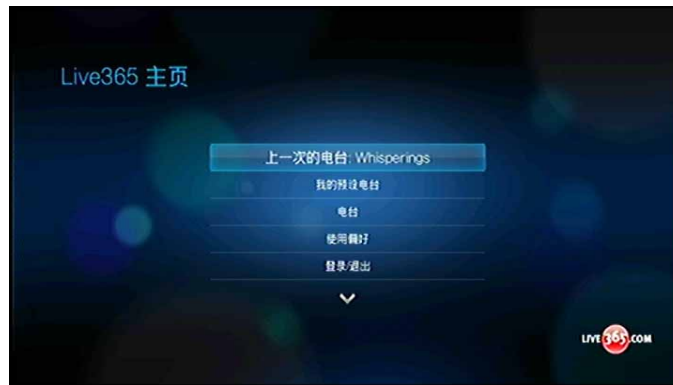 Live365 主页
上一次的电台: Whisperings
我的预设电台
电台
使用偏好
登录/退出
LIVE365.COM